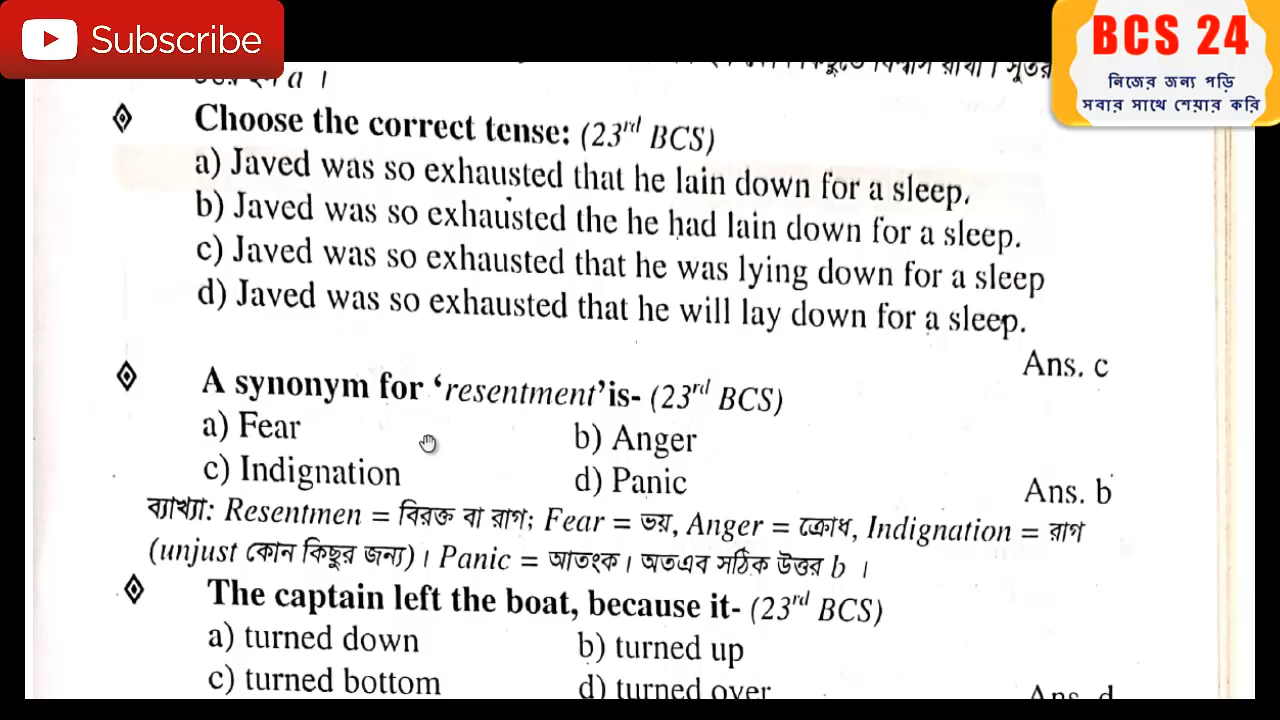 Subscribe
BCS 24
নিজের জন্য পড়ি
সবার সাথে শেয়ার করি
a ।
Choose the correct tense: (23rd BCS)
a) Javed was so exhausted that he lain down for a sleep.
b) Javed was so exhausted the he had lain down for a sleep.
c) Javed was so exhausted that he was lying down for a sleep
d) Javed was so exhausted that he will lay down for a sleep.
Ans. c
A synonym for ‘resentment’is- (23rd BCS)
a) Fear b) Anger
c) Indignation d) Panic
Ans. b
ব্যাখ্যা: Resentmen = বিরক্ত বা রাগ; Fear = ভয়, Anger = ক্রোধ, Indignation = রাগ
(unjust কোন কিছুর জন্য)। Panic = আতংক। অতএব সঠিক উত্তর b ।
The captain left the boat, because it- (23rd BCS)
a) turned down b) turned up
c) turned bottom d) turned over
Ans. d